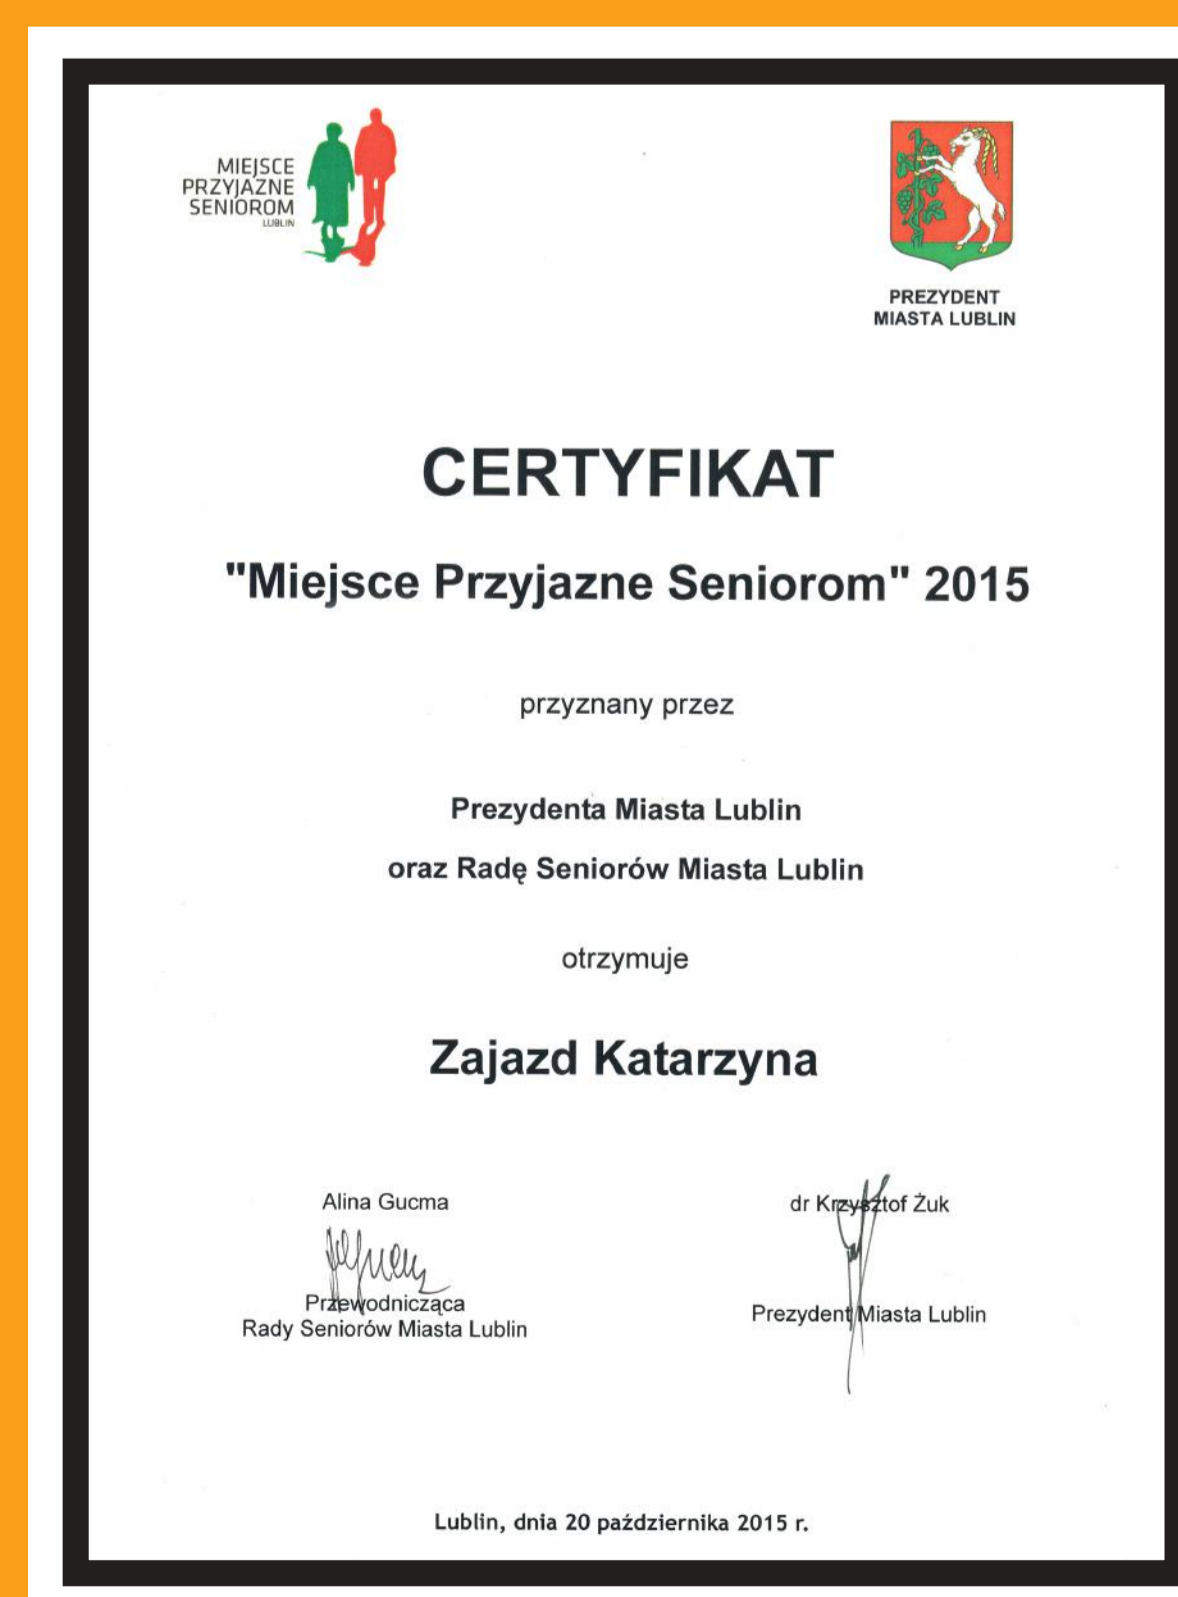 MIEJSCE
PRZYJAZNE
SENIOROM
LUBLIN
PREZYDENT
MIASTA LUBLIN
CERTYFIKAT
"Miejsce Przyjazne Seniorom" 2015
przyznany przez
Prezydenta Miasta Lublin
oraz Radę Seniorów Miasta Lublin
otrzymuje
Zajazd Katarzyna
Alina Gucma
Przewodnicząca
Rady Seniorów Miasta Lublin
dr Krzysztof Żuk
Prezydent Miasta Lublin
Lublin, dnia 20 października 2015 r.